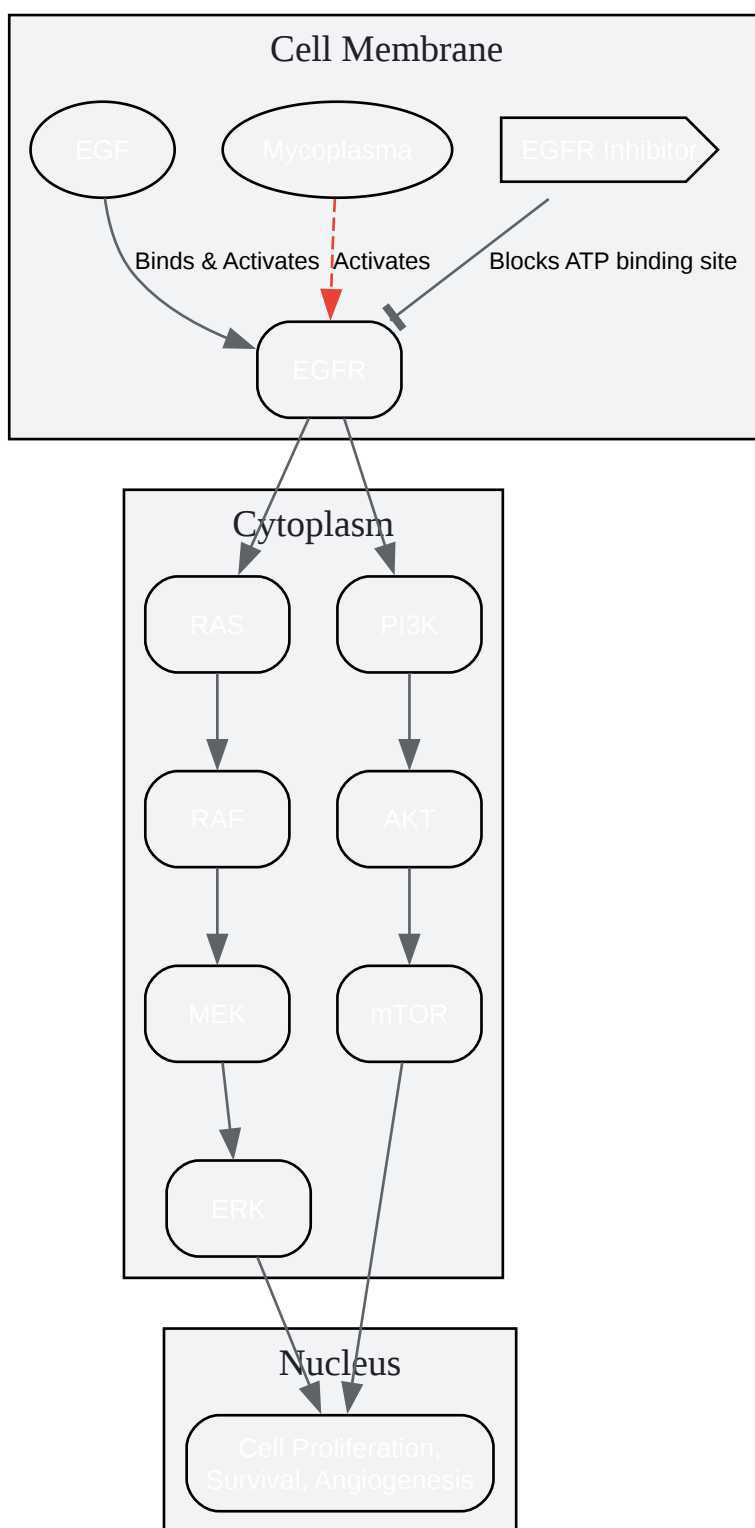 Cell Membrane
EGF
Mycoplasma
EGFR Inhibitor
Binds & Activates
Activates
Blocks ATP binding site
EGFR
Cytoplasm
RAS
PI3K
RAF
AKT
MEK
mTOR
ERK
Nucleus
Cell Proliferation,
Survival, Angiogenesis